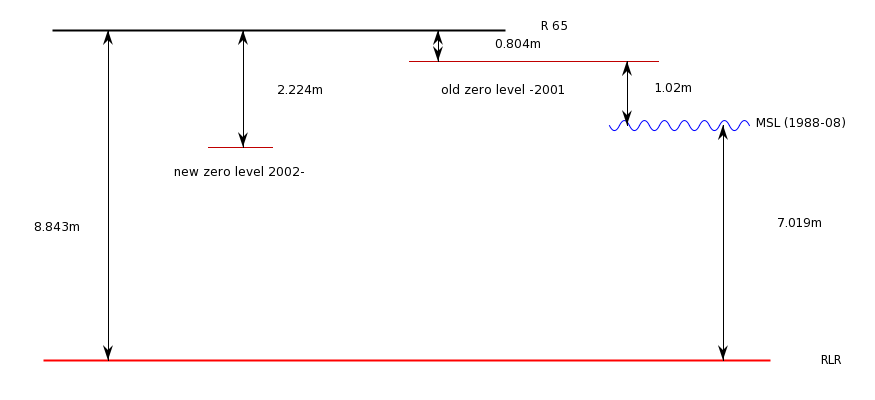 R 65
0.804m
2.224m
old zero level -2001
1.02m
MSL (1988-08)
new zero level 2002-
8.843m
7.019m
RLR